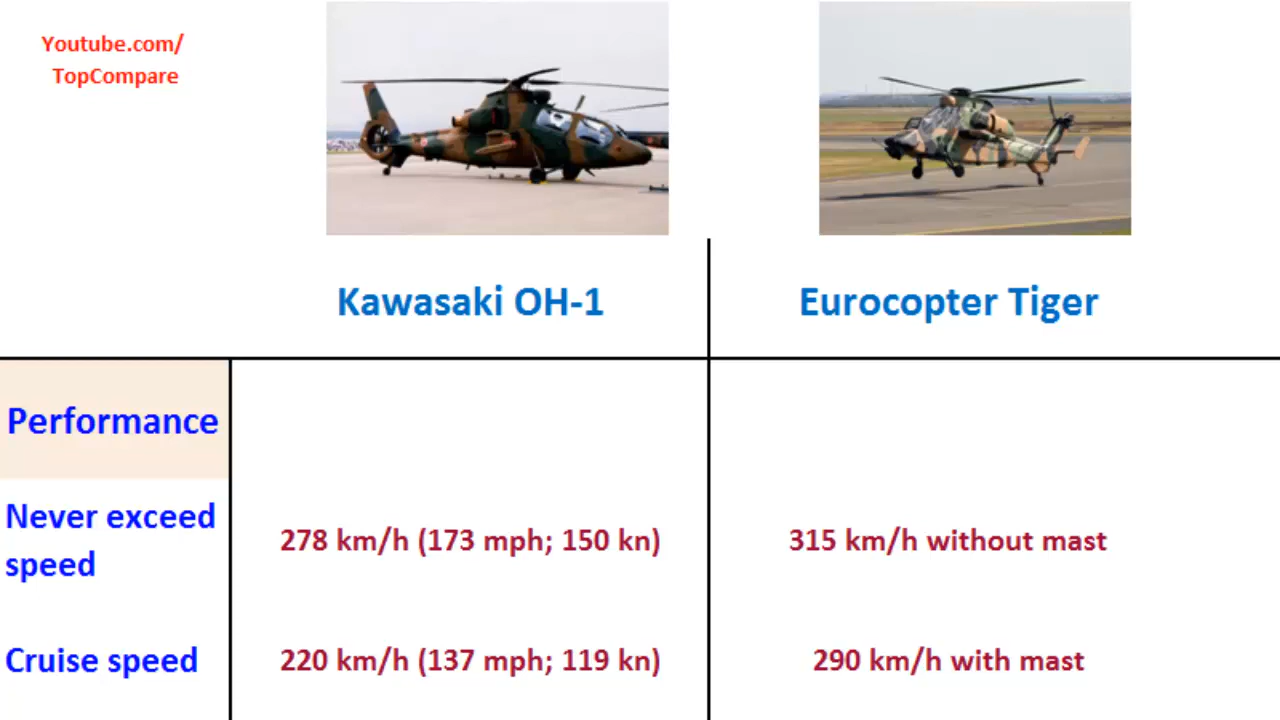 Youtube.com/
TopCompare
Kawasaki OH-1
Eurocopter Tiger
Performance
Never exceed
speed
278 km/h (173 mph; 150 kn)
315 km/h without mast
Cruise speed
220 km/h (137 mph; 119 kn)
290 km/h with mast